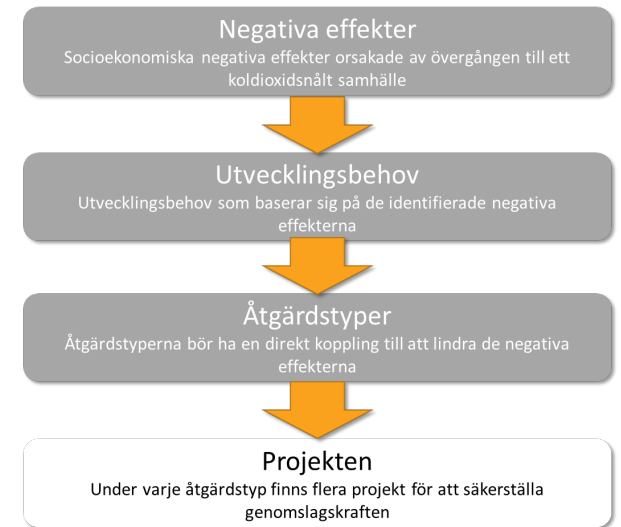 Negativa effekter
Socioekonomiska negativa effekter orsakade av övergången till ett
koldioxidsnålt samhälle
Utvecklingsbehov
Utvecklingsbehov som baserar sig på de identifierade negativa
effekterna
Åtgärdstyper
Åtgärdstyperna bör ha en direkt koppling till att lindra de negativa
effekterna
Projekten
Under varje åtgärdstyp finns flera projekt för att säkerställa
genomslagskraften